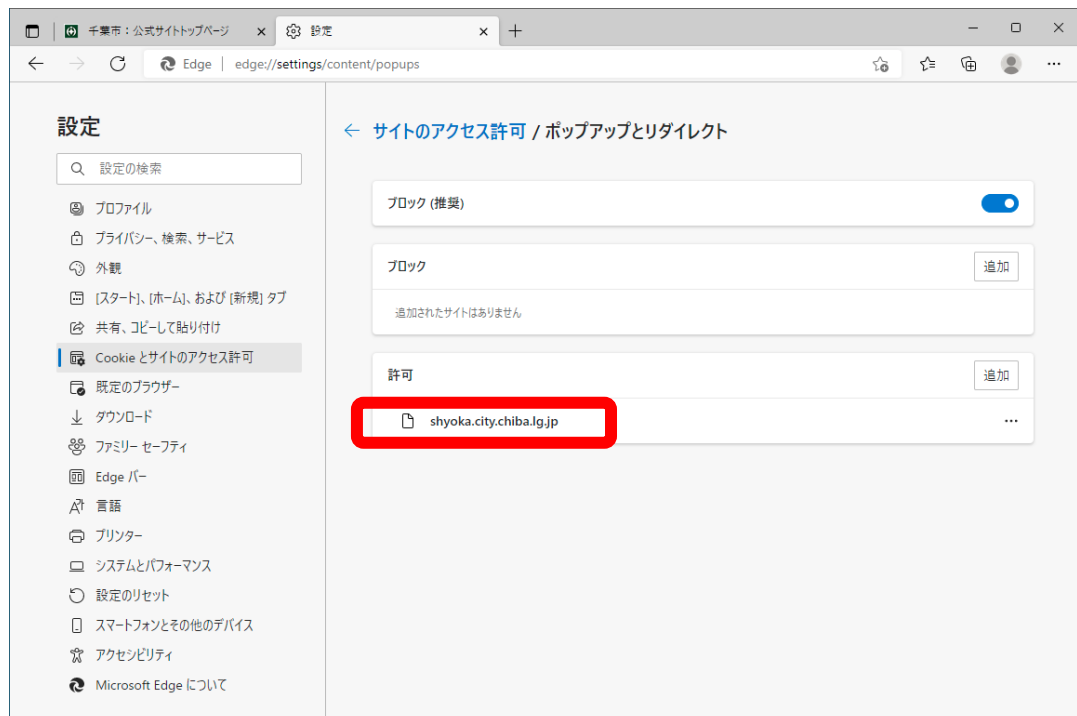 千葉市：公式サイトトップページ
設定
Edge
edge://settings/content/popups
設定
設定の検索
プロファイル
プライバシー、検索、サービス
外観
[スタート]、[ホーム]、および [新規] タブ
共有、コピーして貼り付け
Cookie とサイトのアクセス許可
既定のブラウザー
ダウンロード
ファミリー セーフティ
Edge バー
言語
プリンター
システムとパフォーマンス
設定のリセット
スマートフォンとその他のデバイス
アクセシビリティ
Microsoft Edge について
サイトのアクセス許可 / ポップアップとリダイレクト
ブロック (推奨)
ブロック
追加
追加されたサイトはありません
許可
追加
shyoka.city.chiba.lg.jp